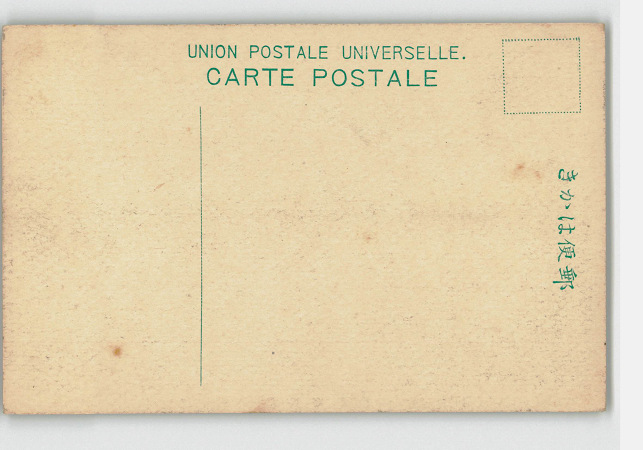 UNION POSTALE UNIVERSELLE.
CARTE POSTALE
きかは便郵